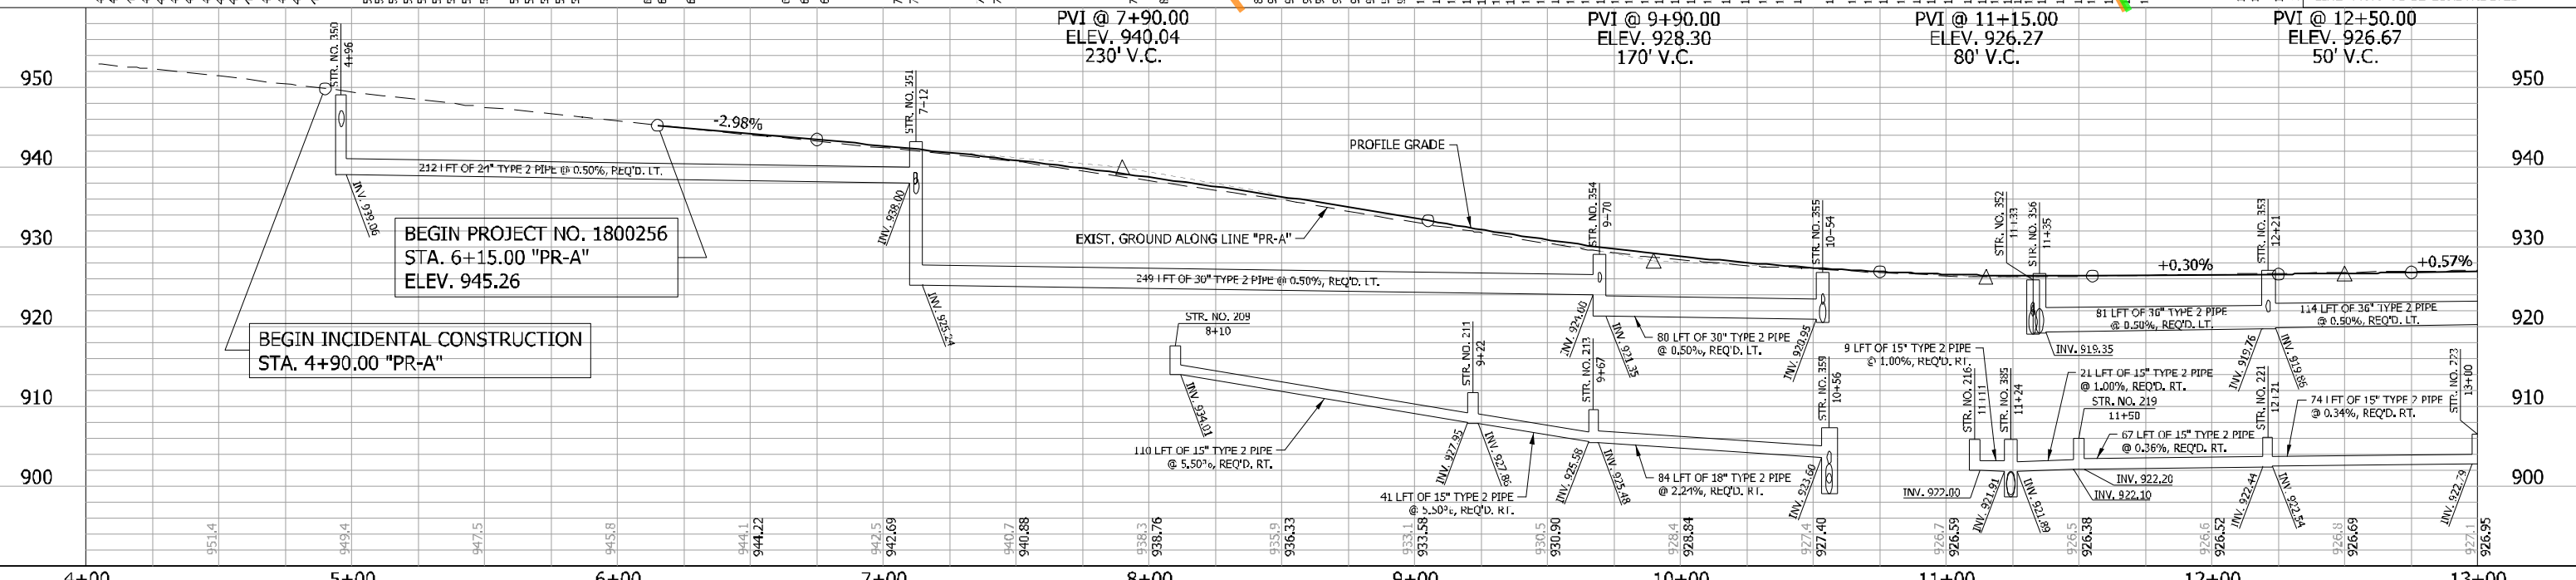 PVI @ 7+90.00
ELEV. 940.04
230' V.C.
PVI @ 9+90.00
ELEV. 928.30
170' V.C.
PVI @ 11+15.00
ELEV. 926.27
80' V.C.
PVI @ 12+50.00
ELEV. 926.67
50' V.C.
950
940
930
920
910
900
950
940
930
920
910
900
STR. NO. 350
4+96
-2.98%
STR. NO. 351
7-12
PROFILE GRADE
212 LFT OF 24" TYPE 2 PIPE @ 0.50%, REQ'D. LT.
INV. 939.06
INV. 938.00
BEGIN PROJECT NO. 1800256
STA. 6+15.00 "PR-A"
ELEV. 945.26
BEGIN INCIDENTAL CONSTRUCTION
STA. 4+90.00 "PR-A"
EXIST. GROUND ALONG LINE "PR-A"
249 LFT OF 30" TYPE 2 PIPE @ 0.50%, REQ'D. LT.
INV. 925.24
STR. NO. 354
9-70
INV. 924.00
INV. 921.35
80 LFT OF 30" TYPE 2 PIPE
@ 0.50%, REQ'D. LT.
STR. NO. 355
10-54
INV. 920.95
STR. NO. 352
11+33
STR. NO. 356
11+35
INV. 919.35
+0.30%
STR. NO. 353
12+21
+0.57%
81 LFT OF 36" TYPE 2 PIPE
@ 0.50%, REQ'D. LT.
114 LFT OF 36" TYPE 2 PIPE
@ 0.50%, REQ'D. LT.
INV. 919.76
INV. 919.86
STR. NO. 209
8+10
INV. 934.01
110 LFT OF 15" TYPE 2 PIPE
@ 5.50%, REQ'D. RT.
STR. NO. 211
9+22
INV. 927.95
INV. 927.86
41 LFT OF 15" TYPE 2 PIPE
@ 5.50%, REQ'D. RT.
STR. NO. 213
9+67
INV. 925.58
INV. 925.48
84 LFT OF 18" TYPE 2 PIPE
@ 2.24%, REQ'D. RT.
STR. NO. 359
10+56
INV. 923.60
9 LFT OF 15" TYPE 2 PIPE
@ 1.00%, REQ'D. RT.
STR. NO. 216
11+11
STR. NO. 385
11+24
INV. 922.00
INV. 921.91
INV. 921.89
21 LFT OF 15" TYPE 2 PIPE
@ 1.00%, REQ'D. RT.
STR. NO. 219
11+50
67 LFT OF 15" TYPE 2 PIPE
@ 0.36%, REQ'D. RT.
INV. 922.20
INV. 922.10
STR. NO. 221
12+21
INV. 922.44
INV. 922.54
74 LFT OF 15" TYPE 2 PIPE
@ 0.34%, REQ'D. RT.
STR. NO. 223
13+00
INV. 922.79
951.4
949.4
947.5
945.8
944.1
944.22
942.5
942.69
940.7
940.88
938.3
938.76
935.9
936.33
933.1
933.58
930.5
930.90
928.4
928.84
927.4
927.40
926.7
926.59
926.5
926.38
926.6
926.52
926.8
926.69
927.1
926.95
4+00
5+00
6+00
7+00
8+00
9+00
10+00
11+00
12+00
13+00